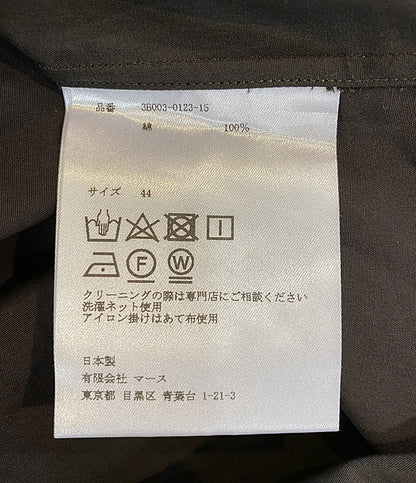 品番 3B003-0123-15
綿 100%
サイズ 44
F W
クリーニングの際は専門店にご相談ください
洗濯ネット使用
アイロン掛けはあて布使用
日本製
有限会社 マース
東京都 目黒区 青葉台 1-21-3